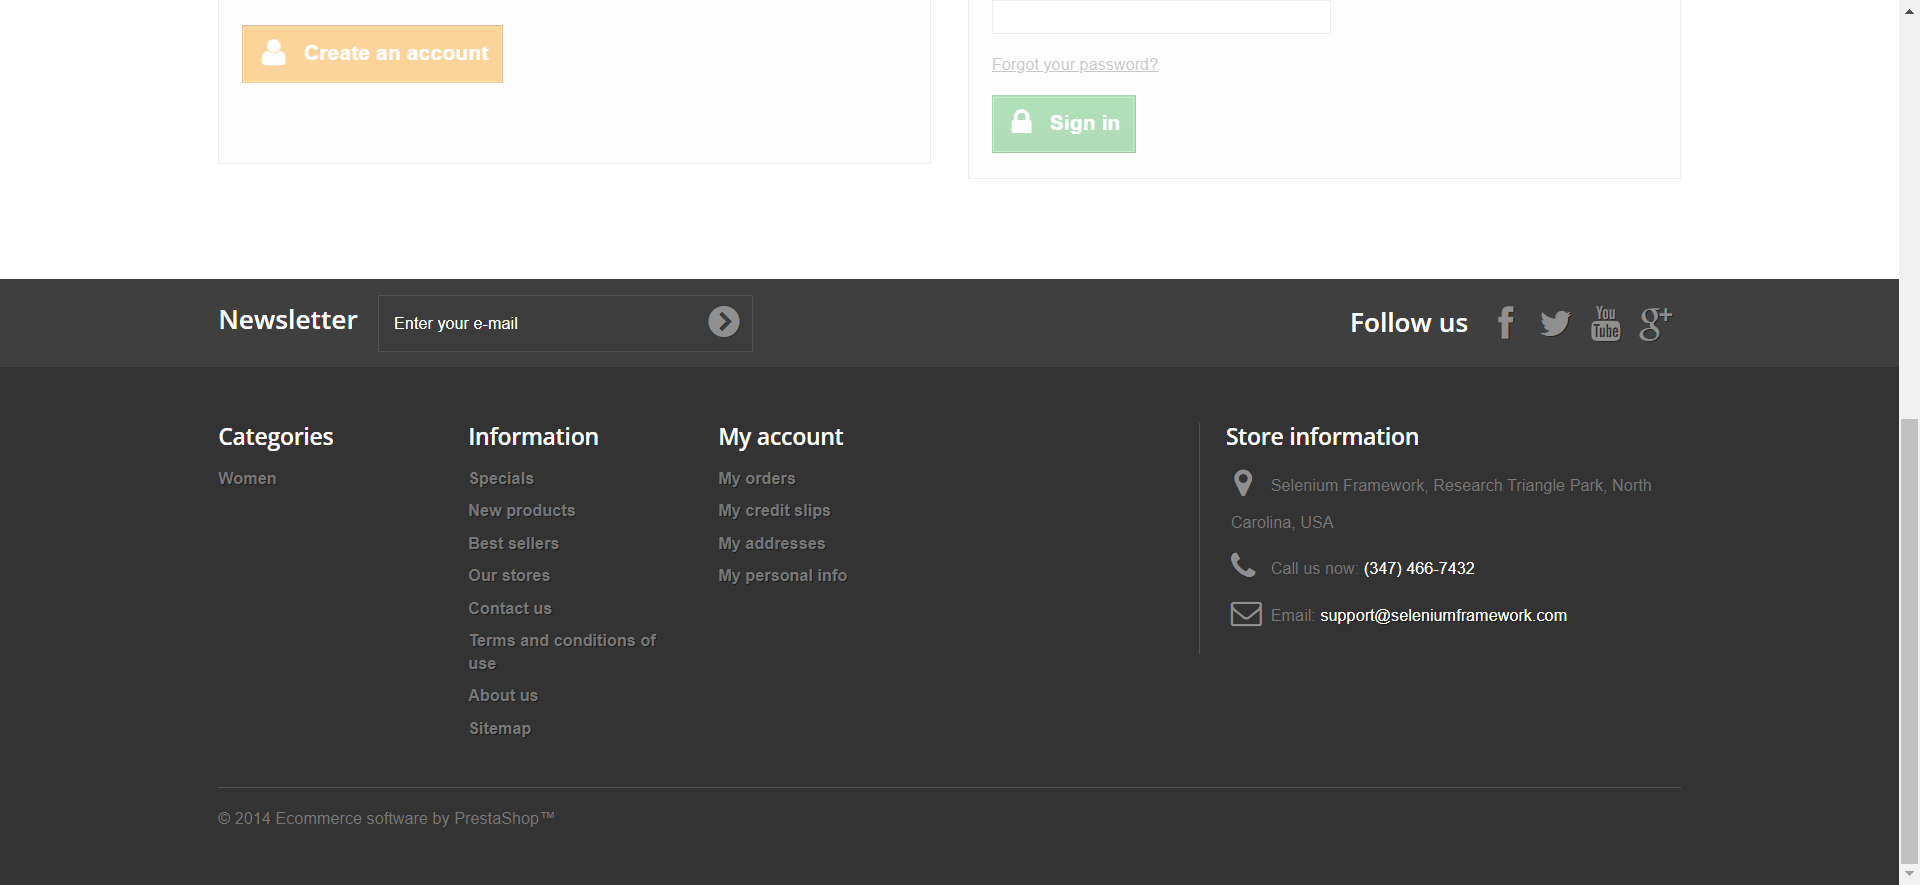 Create an account
Forgot your password?
Sign in
Newsletter
Enter your e-mail
Follow us
You
Tube
g+
Categories
Women
Information
Specials
New products
Best sellers
Our stores
Contact us
Terms and conditions of
use
About us
Sitemap
My account
My orders
My credit slips
My addresses
My personal info
Store information
Selenium Framework, Research Triangle Park, North
Carolina, USA
Call us now: (347) 466-7432
Email: support@seleniumframework.com
© 2014 Ecommerce software by PrestaShop™